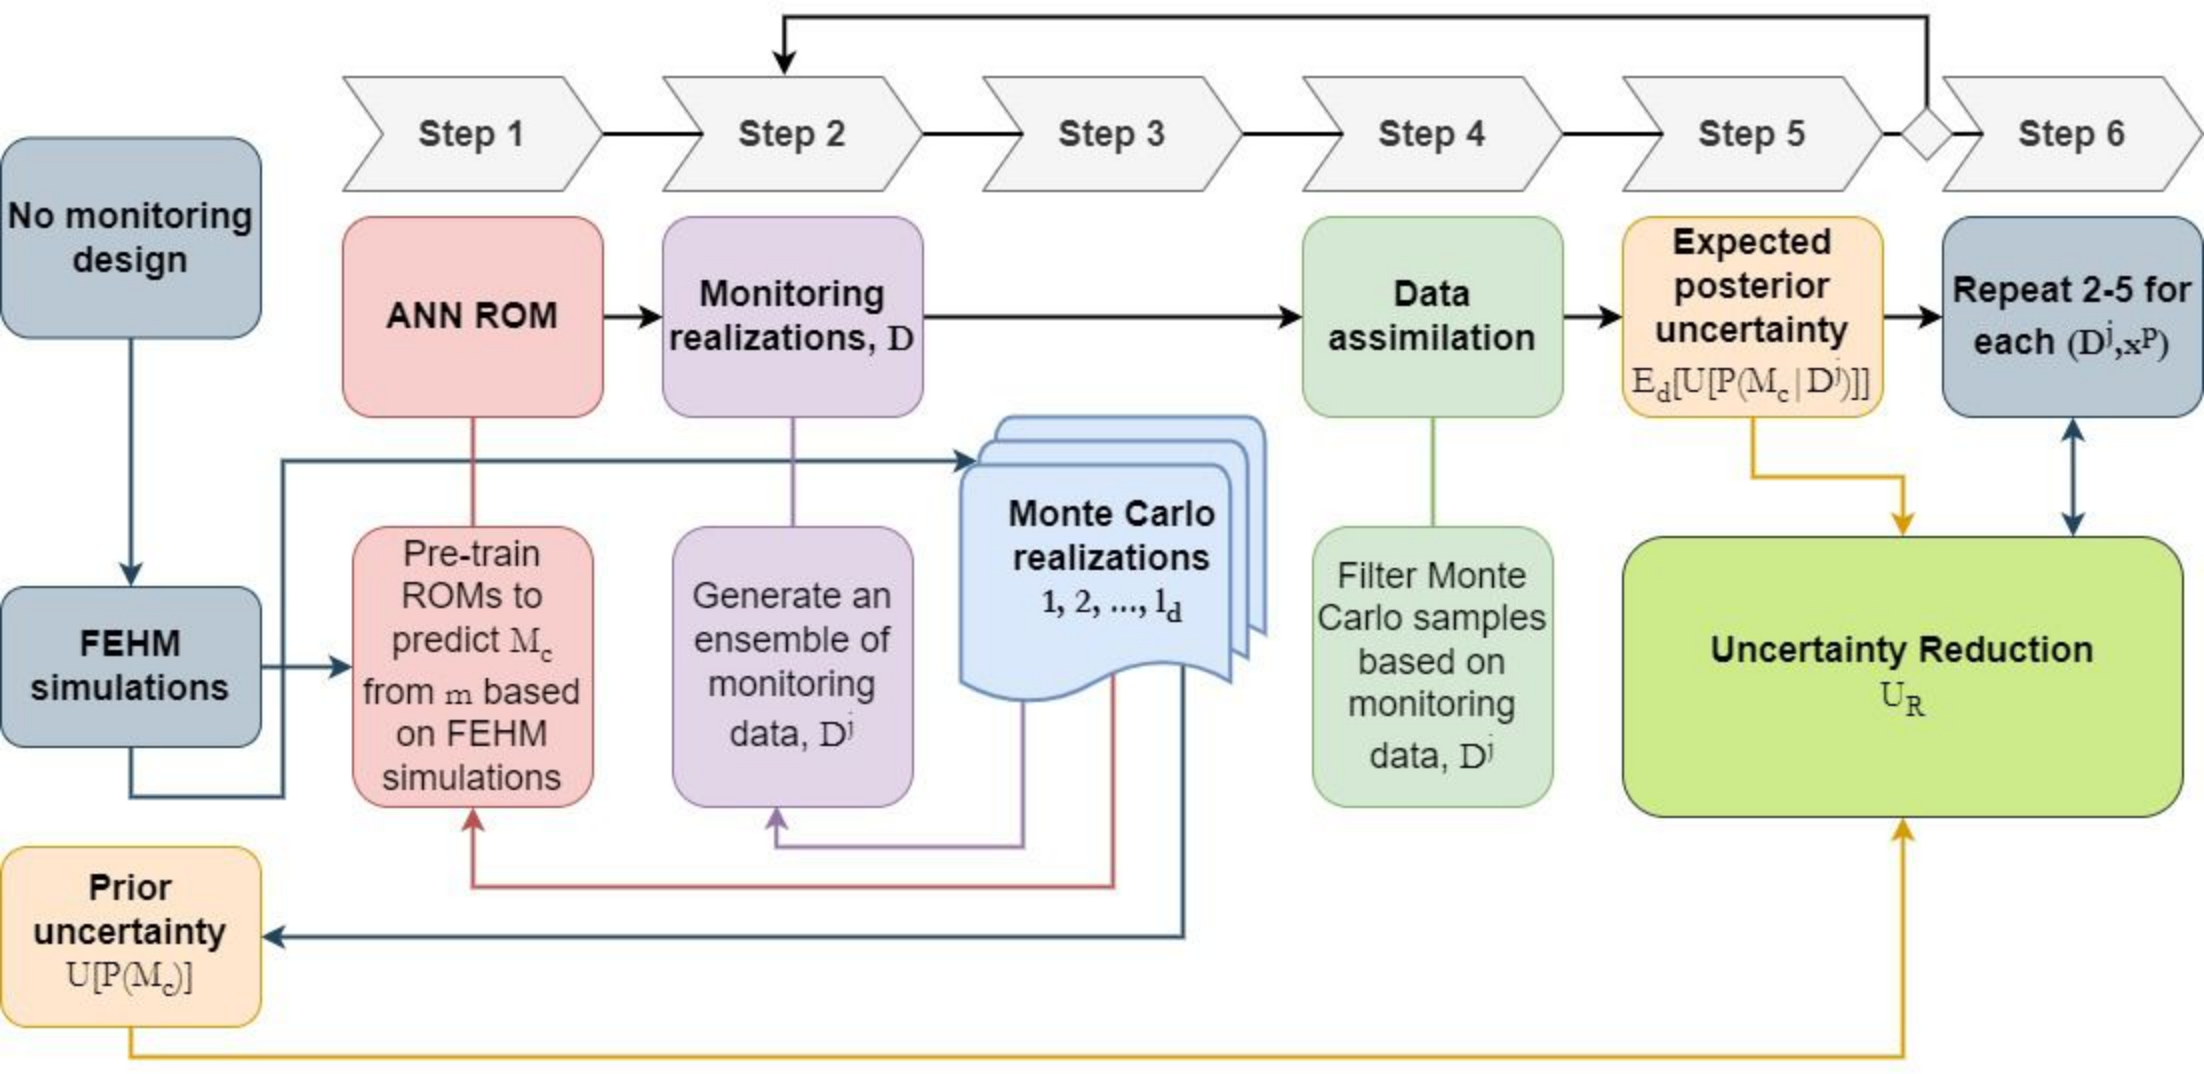 Step 1
Step 2
Step 3
Step 4
Step 5
Step 6
No monitoring
design
ANN ROM
Monitoring
realizations, D
Data
assimilation
Expected
posterior
uncertainty
E_d[U[P(M_c|D^j)]]
Repeat 2-5 for
each (D^j,x^p)
FEHM
simulations
Pre-train
ROMs to
predict M_c
from m based
on FEHM
simulations
Generate an
ensemble of
monitoring
data, D^j
Monte Carlo
realizations
1, 2, ..., l_d
Filter Monte
Carlo samples
based on
monitoring
data, D^j
Uncertainty Reduction
U_R
Prior
uncertainty
U[P(M_c)]